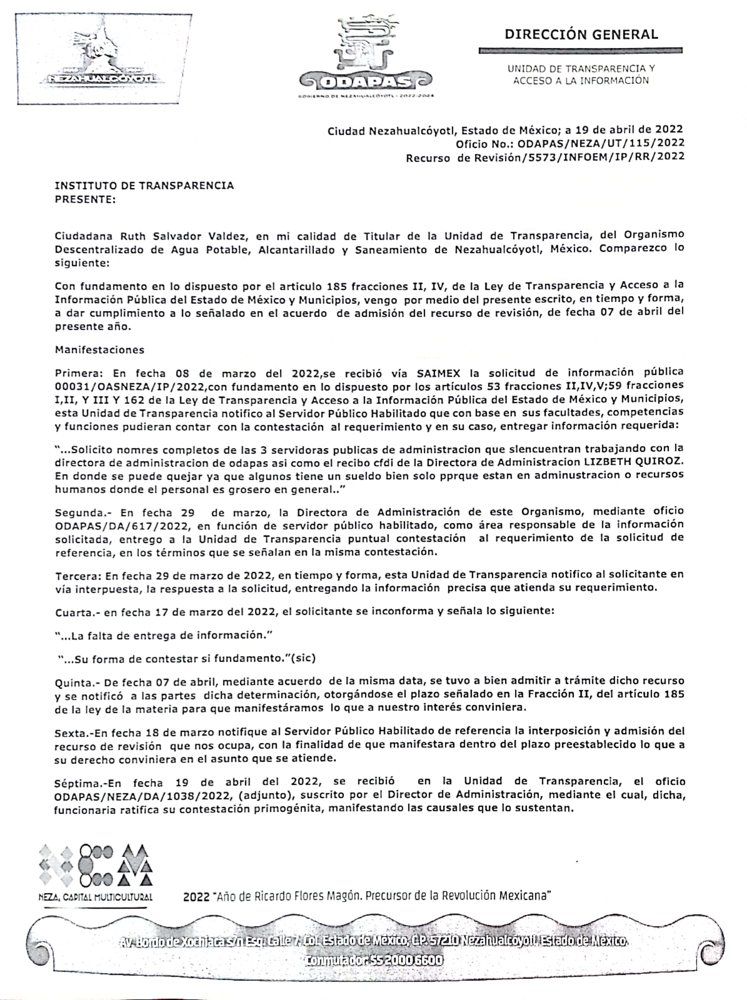 NEZAHUALCÓYOTL
ODAPAS
GOBIERNO DE NEZAHUALCÓYOTL - 2022-2024
DIRECCIÓN GENERAL
UNIDAD DE TRANSPARENCIA Y
ACCESO A LA INFORMACIÓN
Ciudad Nezahualcóyotl, Estado de México; a 19 de abril de 2022
Oficio No.: ODAPAS/NEZA/UT/115/2022
Recurso de Revisión/5573/INFOEM/IP/RR/2022
INSTITUTO DE TRANSPARENCIA
PRESENTE:
Ciudadana Ruth Salvador Valdez, en mi calidad de Titular de la Unidad de Transparencia, del Organismo
Descentralizado de Agua Potable, Alcantarillado y Saneamiento de Nezahualcóyotl, México. Comparezco lo
siguiente:
Con fundamento en lo dispuesto por el articulo 185 fracciones II, IV, de la Ley de Transparencia y Acceso a la
Información Pública del Estado de México y Municipios, vengo por medio del presente escrito, en tiempo y forma,
a dar cumplimiento a lo señalado en el acuerdo de admisión del recurso de revisión, de fecha 07 de abril del
presente año.
Manifestaciones
Primera: En fecha 08 de marzo del 2022,se recibió vía SAIMEX la solicitud de información pública
00031/OASNEZA/IP/2022,con fundamento en lo dispuesto por los artículos 53 fracciones II,IV,V;59 fracciones
I,II, Y III Y 162 de la Ley de Transparencia y Acceso a la Información Pública del Estado de México y Municipios,
esta Unidad de Transparencia notifico al Servidor Público Habilitado que con base en sus facultades, competencias
y funciones pudieran contar con la contestación al requerimiento y en su caso, entregar información requerida:
“...Solicito nomres completos de las 3 servidoras publicas de administracion que slencuentran trabajando con la
directora de administracion de odapas asi como el recibo cfdi de la Directora de Administracion LIZBETH QUIROZ.
En donde se puede quejar ya que algunos tiene un sueldo bien solo pprque estan en adminustracion o recursos
humanos donde el personal es grosero en general..”
Segunda.- En fecha 29 de marzo, la Directora de Administración de este Organismo, mediante oficio
ODAPAS/DA/617/2022, en función de servidor público habilitado, como área responsable de la información
solicitada, entrego a la Unidad de Transparencia puntual contestación al requerimiento de la solicitud de
referencia, en los términos que se señalan en la misma contestación.
Tercera: En fecha 29 de marzo de 2022, en tiempo y forma, esta Unidad de Transparencia notifico al solicitante en
vía interpuesta, la respuesta a la solicitud, entregando la información precisa que atienda su requerimiento.
Cuarta.- en fecha 17 de marzo del 2022, el solicitante se inconforma y señala lo siguiente:
“...La falta de entrega de información.”
“...Su forma de contestar si fundamento.”(sic)
Quinta.- De fecha 07 de abril, mediante acuerdo de la misma data, se tuvo a bien admitir a trámite dicho recurso
y se notificó a las partes dicha determinación, otorgándose el plazo señalado en la Fracción II, del artículo 185
de la ley de la materia para que manifestáramos lo que a nuestro interés conviniera.
Sexta.-En fecha 18 de marzo notifique al Servidor Público Habilitado de referencia la interposición y admisión del
recurso de revisión que nos ocupa, con la finalidad de que manifestara dentro del plazo preestablecido lo que a
su derecho conviniera en el asunto que se atiende.
Séptima.-En fecha 19 de abril del 2022, se recibió en la Unidad de Transparencia, el oficio
ODAPAS/NEZA/DA/1038/2022, (adjunto), suscrito por el Director de Administración, mediante el cual, dicha,
funcionaria ratifica su contestación primogénita, manifestando las causales que lo sustentan.
NCM
NEZA, CAPITAL MULTICULTURAL
2022 "Año de Ricardo Flores Magón. Precursor de la Revolución Mexicana"
Av. Bordo de Xochiaca s/n Esq. Calle 7, Col. Estado de México, C.P. 57210 Nezahualcóyotl, Estado de México.
Conmutador: 55 2000 6600